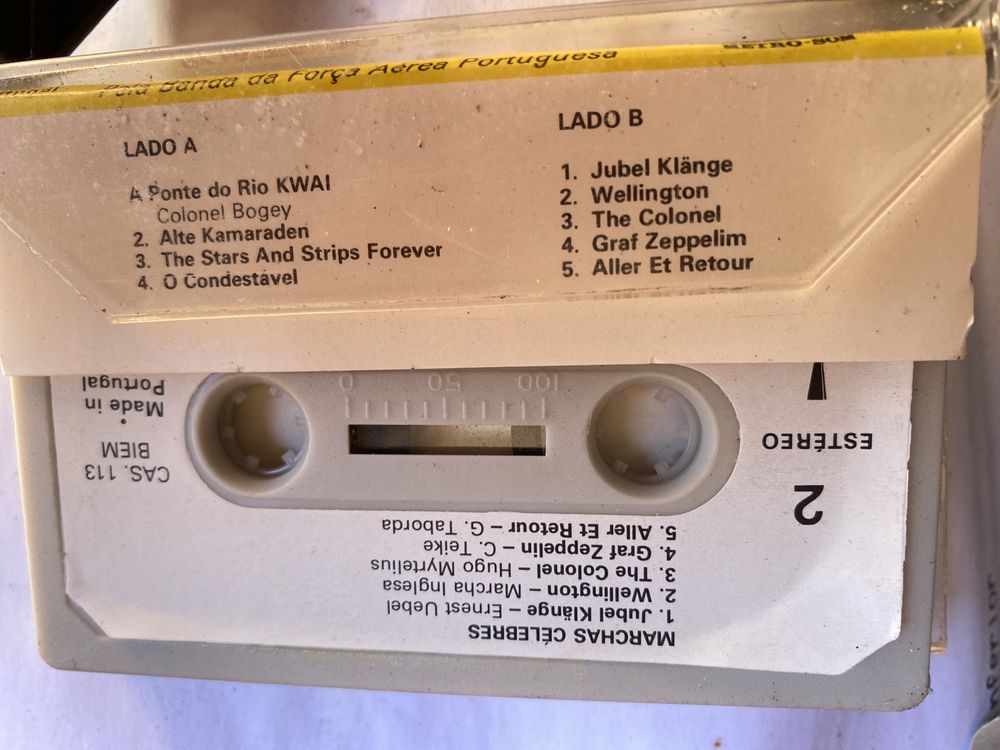 Pela Banda da Força Aérea Portuguesa
METRO-SOM
LADO A
A Ponte do Rio KWAI
Colonel Bogey
2. Alte Kamaraden
3. The Stars And Strips Forever
4. O Condestável
LADO B
1. Jubel Klänge
2. Wellington
3. The Colonel
4. Graf Zeppelim
5. Aller Et Retour
MARCHAS CÉLEBRES
1. Jubel Klänge – Ernest Uebel
2. Wellington – Marcha Inglesa
3. The Colonel – Hugo Myrtelius
4. Graf Zeppelin – C. Teike
5. Aller Et Retour – G. Taborda
2
ESTÉREO
CAS. 113
BIEM
Made in
Portugal
100 50 0